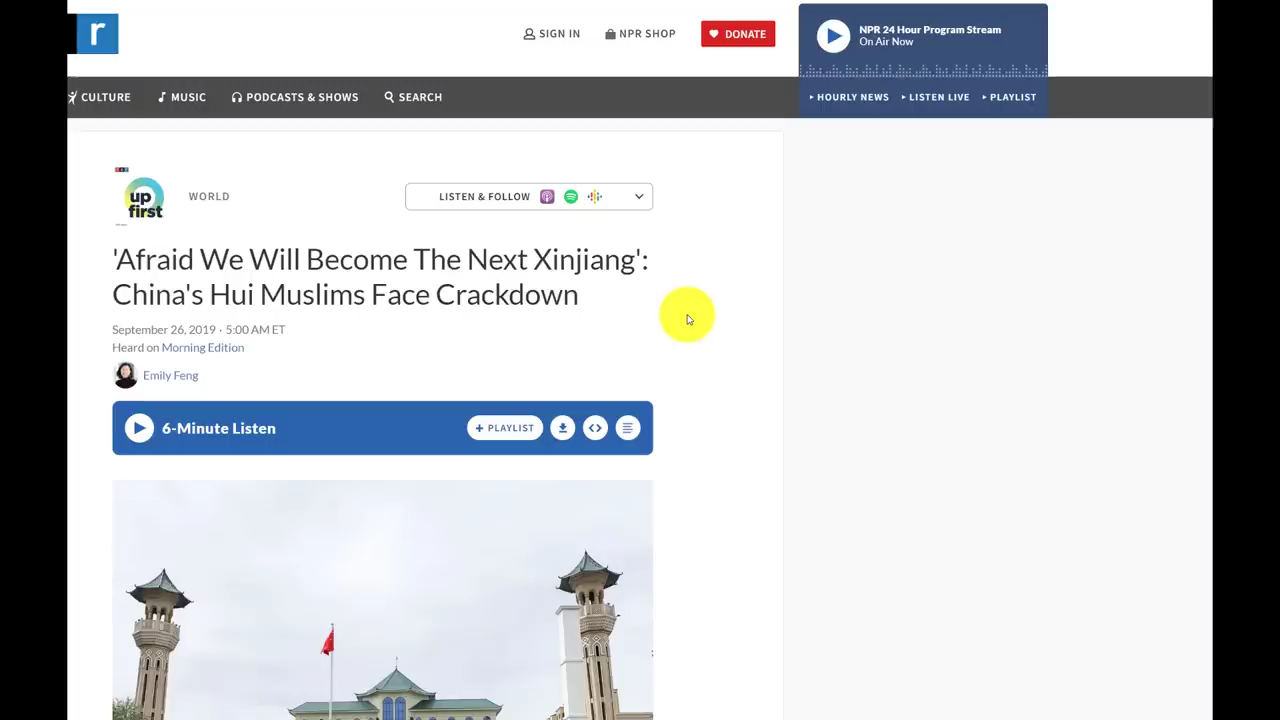 r
SIGN IN
NPR SHOP
DONATE
NPR 24 Hour Program Stream
On Air Now
CULTURE
MUSIC
PODCASTS & SHOWS
SEARCH
HOURLY NEWS
LISTEN LIVE
PLAYLIST
up first
WORLD
LISTEN & FOLLOW
'Afraid We Will Become The Next Xinjiang':
China's Hui Muslims Face Crackdown
September 26, 2019 · 5:00 AM ET
Heard on Morning Edition
Emily Feng
6-Minute Listen
+ PLAYLIST